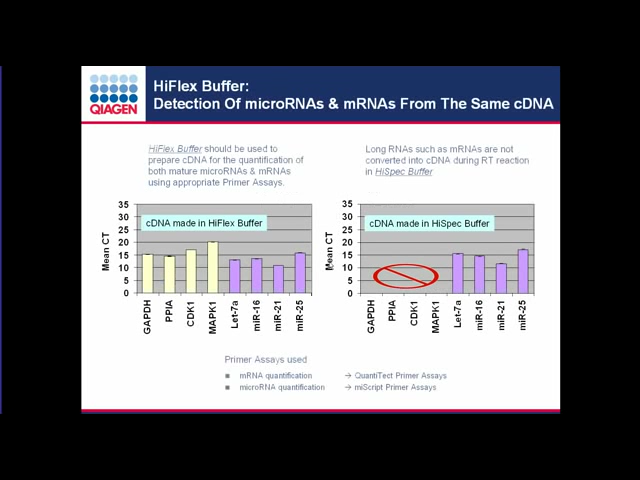 QIAGEN
HiFlex Buffer:
Detection Of microRNAs & mRNAs From The Same cDNA
HiFlex Buffer should be used to
prepare cDNA for the quantification of
both mature microRNAs & mRNAs
using appropriate Primer Assays.
Long RNAs such as mRNAs are not
converted into cDNA during RT reaction
in HiSpec Buffer
cDNA made in HiFlex Buffer
Mean CT
35
30
25
20
15
10
5
0
GAPDH
PPIA
CDK1
MAPK1
Let-7a
miR-16
miR-21
miR-25
cDNA made in HiSpec Buffer
Mean CT
35
30
25
20
15
10
5
0
GAPDH
PPIA
CDK1
MAPK1
Let-7a
miR-16
miR-21
miR-25
Primer Assays used
■ mRNA quantification → QuantiTect Primer Assays
■ microRNA quantification → miScript Primer Assays